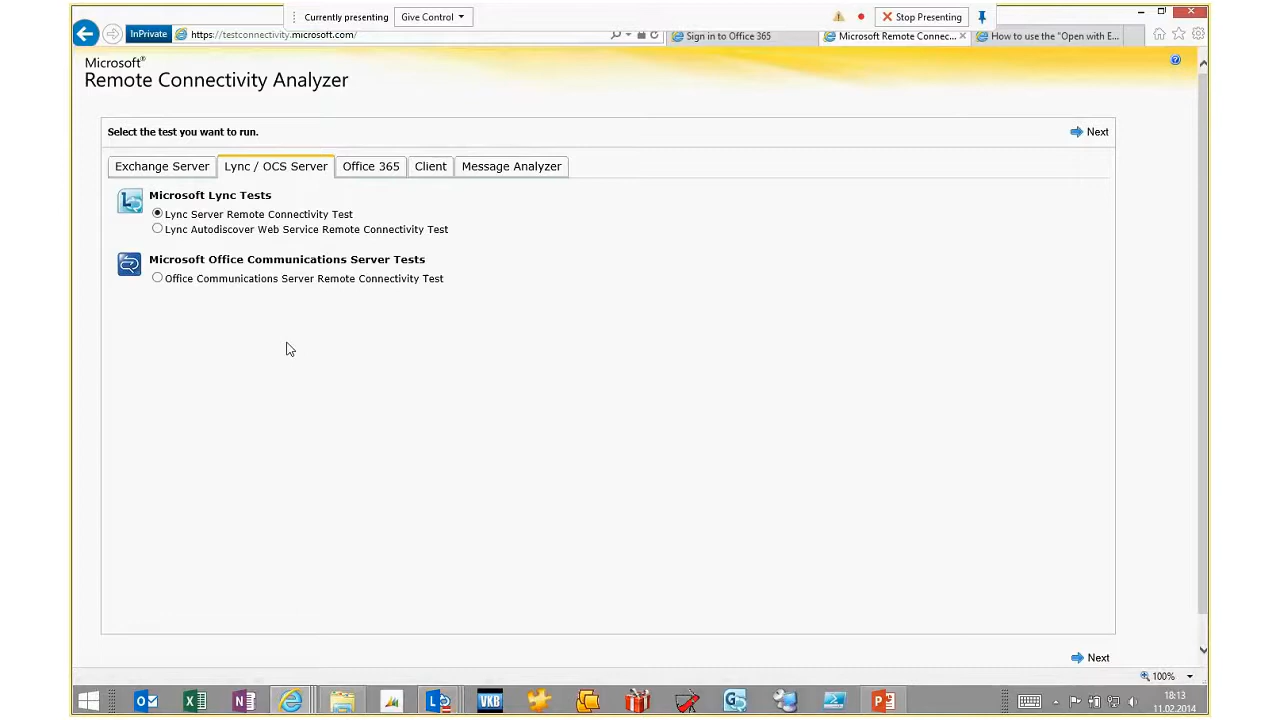 Currently presenting
Give Control
Stop Presenting
InPrivate
https://testconnectivity.microsoft.com/
Sign in to Office 365
Microsoft Remote Connec...
How to use the "Open with E...
Microsoft®
Remote Connectivity Analyzer
Select the test you want to run.
Next
Exchange Server
Lync / OCS Server
Office 365
Client
Message Analyzer
Microsoft Lync Tests
Lync Server Remote Connectivity Test
Lync Autodiscover Web Service Remote Connectivity Test
Microsoft Office Communications Server Tests
Office Communications Server Remote Connectivity Test
Next
100%
VKB
18:13
11.02.2014